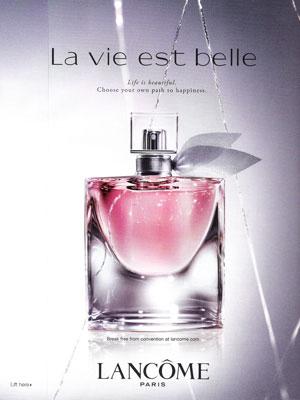 La vie est belle
Life is beautiful.
Choose your own path to happiness.
Break free from convention at lancome.com
LANCÔME
PARIS
Lift here▸